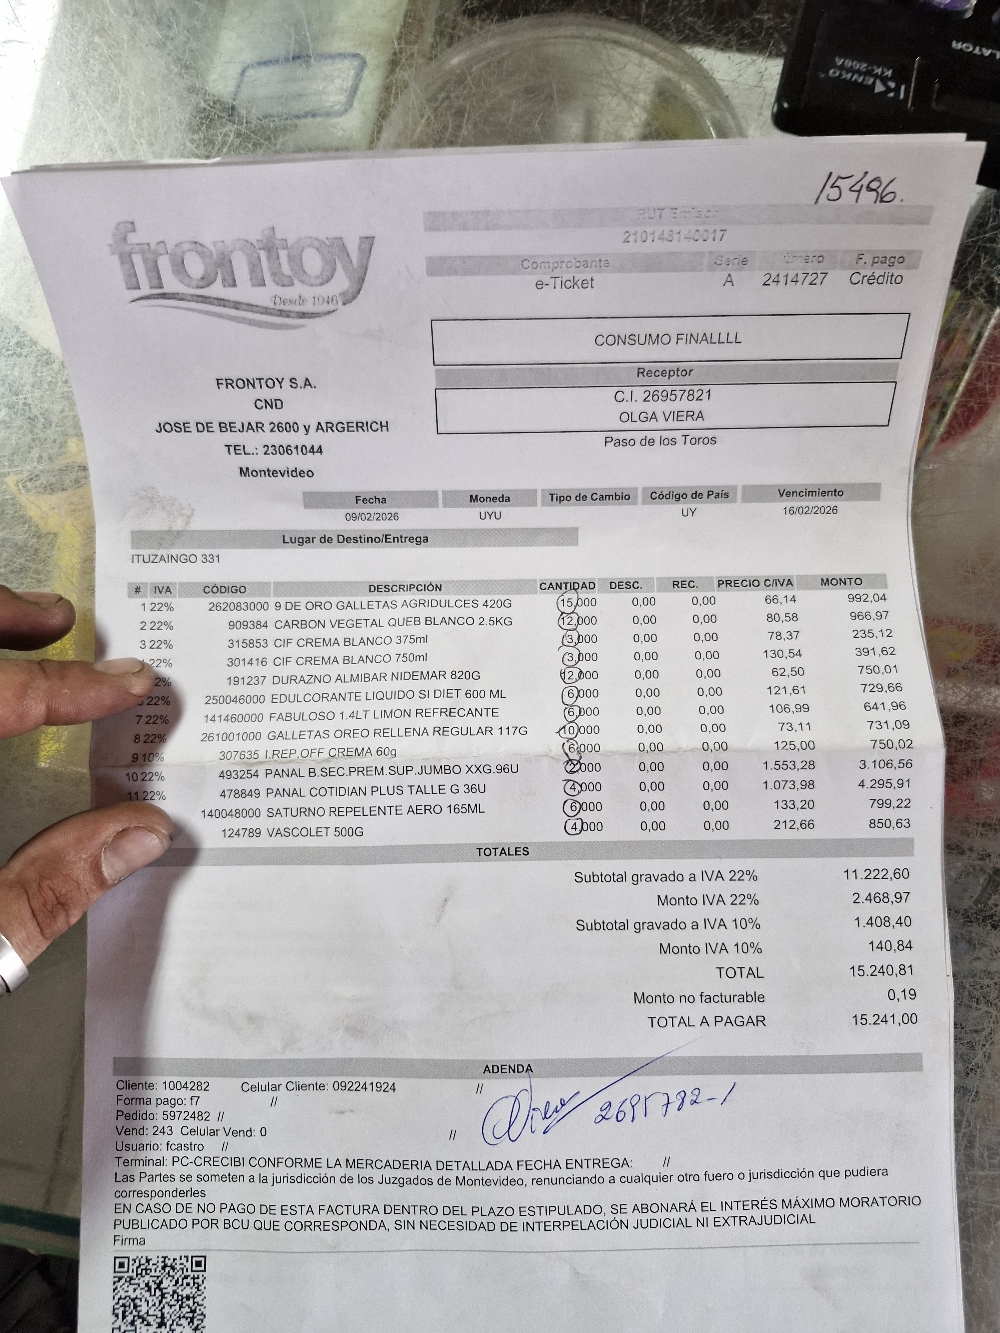 KENKO
KK-268A
15496.
frontoy
Desde 1946
RUT Emisor
210148140017
Comprobante Serie Número F. pago
e-Ticket A 2414727 Crédito
CONSUMO FINALLLL
Receptor
C.I. 26957821
OLGA VIERA
Paso de los Toros
FRONTOY S.A.
CND
JOSE DE BEJAR 2600 y ARGERICH
TEL.: 23061044
Montevideo
Fecha Moneda Tipo de Cambio Código de País Vencimiento
09/02/2026 UYU UY 16/02/2026
Lugar de Destino/Entrega
ITUZAINGO 331
# IVA CÓDIGO DESCRIPCIÓN CANTIDAD DESC. REC. PRECIO C/IVA MONTO
1 22% 262083000 9 DE ORO GALLETAS AGRIDULCES 420G 15,000 0,00 0,00 66,14 992,04
2 22% 909384 CARBON VEGETAL QUEB BLANCO 2.5KG 12,000 0,00 0,00 80,58 966,97
3 22% 315853 CIF CREMA BLANCO 375ml 3,000 0,00 0,00 78,37 235,12
22% 301416 CIF CREMA BLANCO 750ml 3,000 0,00 0,00 130,54 391,62
2% 191237 DURAZNO ALMIBAR NIDEMAR 820G 12,000 0,00 0,00 62,50 750,01
22% 250046000 EDULCORANTE LIQUIDO SI DIET 600 ML 6,000 0,00 0,00 121,61 729,66
7 22% 141460000 FABULOSO 1.4LT LIMON REFRECANTE 6,000 0,00 0,00 106,99 641,96
8 22% 261001000 GALLETAS OREO RELLENA REGULAR 117G 10,000 0,00 0,00 73,11 731,09
9 10% 307635 I.REP.OFF CREMA 60g 6,000 0,00 0,00 125,00 750,02
10 22% 493254 PANAL B.SEC.PREM.SUP.JUMBO XXG.96U 2,000 0,00 0,00 1.553,28 3.106,56
11 22% 478849 PANAL COTIDIAN PLUS TALLE G 36U 4,000 0,00 0,00 1.073,98 4.295,91
140048000 SATURNO REPELENTE AERO 165ML 6,000 0,00 0,00 133,20 799,22
124789 VASCOLET 500G 4,000 0,00 0,00 212,66 850,63
TOTALES
Subtotal gravado a IVA 22% 11.222,60
Monto IVA 22% 2.468,97
Subtotal gravado a IVA 10% 1.408,40
Monto IVA 10% 140,84
TOTAL 15.240,81
Monto no facturable 0,19
TOTAL A PAGAR 15.241,00
ADENDA
Cliente: 1004282 Celular Cliente: 092241924 //
Forma pago: f7 //
Pedido: 5972482 //
Vend: 243 Celular Vend: 0 //
Usuario: fcastro //
Terminal: PC-CRECIBI CONFORME LA MERCADERIA DETALLADA FECHA ENTREGA: //
Las Partes se someten a la jurisdicción de los Juzgados de Montevideo, renunciando a cualquier otro fuero o jurisdicción que pudiera
corresponderles
EN CASO DE NO PAGO DE ESTA FACTURA DENTRO DEL PLAZO ESTIPULADO, SE ABONARÁ EL INTERÉS MÁXIMO MORATORIO
PUBLICADO POR BCU QUE CORRESPONDA, SIN NECESIDAD DE INTERPELACIÓN JUDICIAL NI EXTRAJUDICIAL
Firma